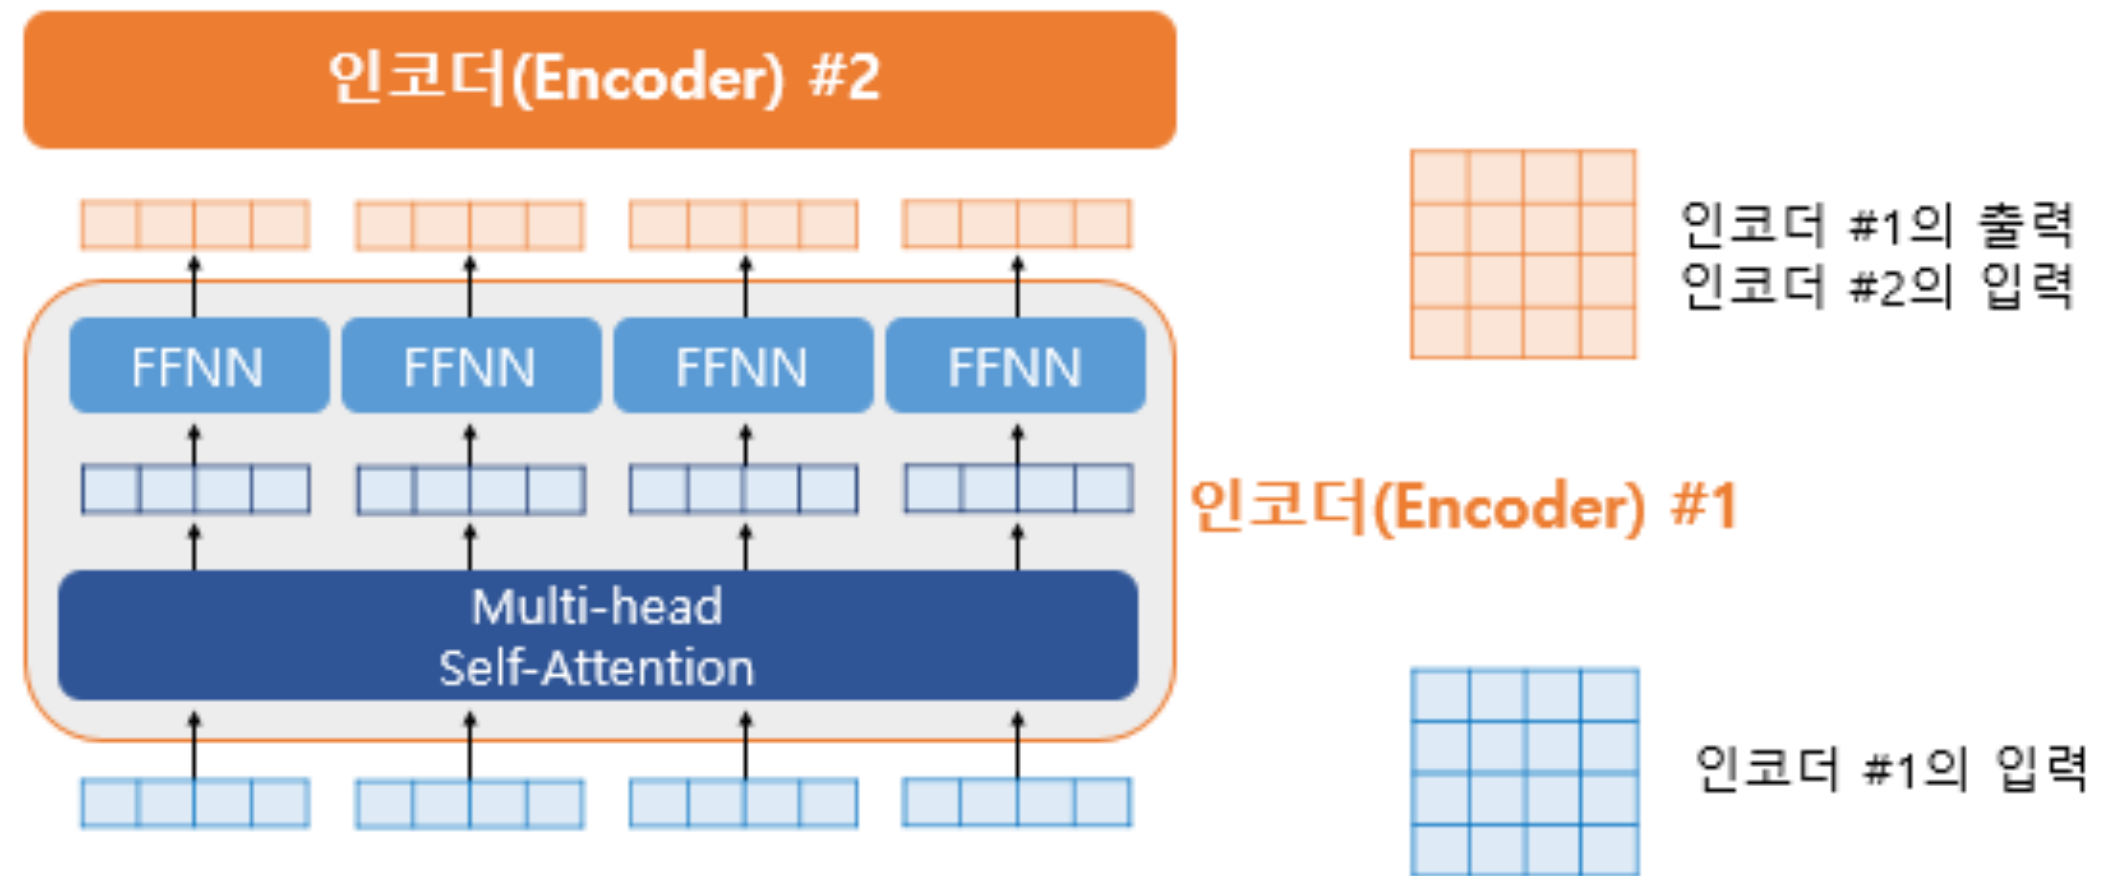 인코더(Encoder) #2
인코더 #1의 출력
인코더 #2의 입력
FFNN FFNN FFNN FFNN
인코더(Encoder) #1
Multi-head
Self-Attention
인코더 #1의 입력